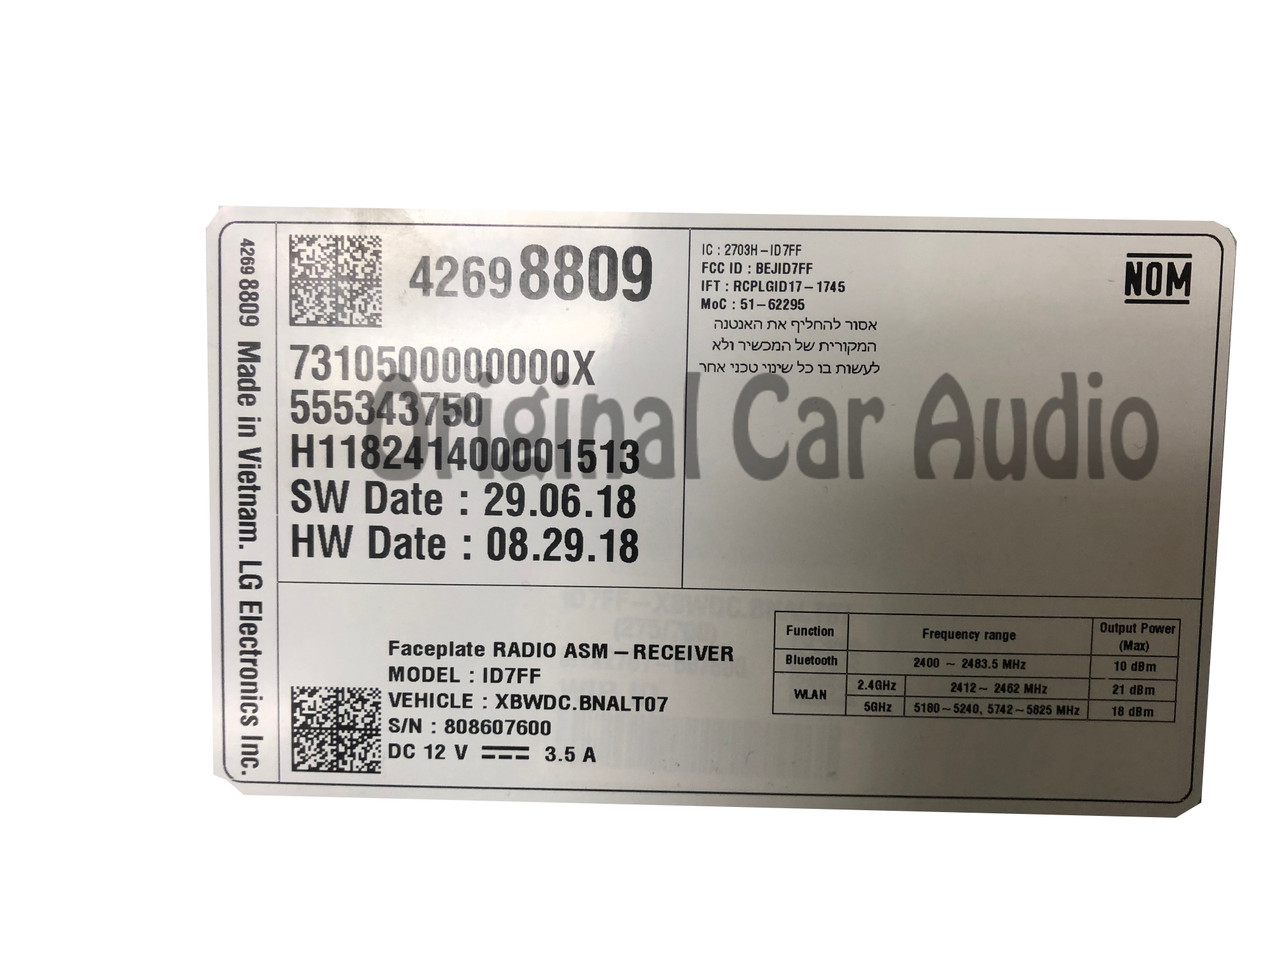 4269 8809 Made in Vietnam. LG Electronics Inc.
42698809
7310500000000X
555343750
H118241400001513
SW Date : 29.06.18
HW Date : 08.29.18
IC : 2703H-ID7FF
FCC ID : BEJID7FF
IFT : RCPLGID17-1745
MoC : 51-62295
אסור להחליף את האנטנה
המקורית של המכשיר ולא
לעשות בו כל שינוי טכני אחר
NOM
Original Car Audio
Faceplate RADIO ASM-RECEIVER
MODEL : ID7FF
VEHICLE : XBWDC.BNALT07
S/N : 808607600
DC 12 V 3.5 A
Function Frequency range Output Power (Max)
Bluetooth 2400 ~ 2483.5 MHz 10 dBm
WLAN 2.4GHz 2412~ 2462 MHz 21 dBm
5GHz 5180~5240, 5742~5825 MHz 18 dBm